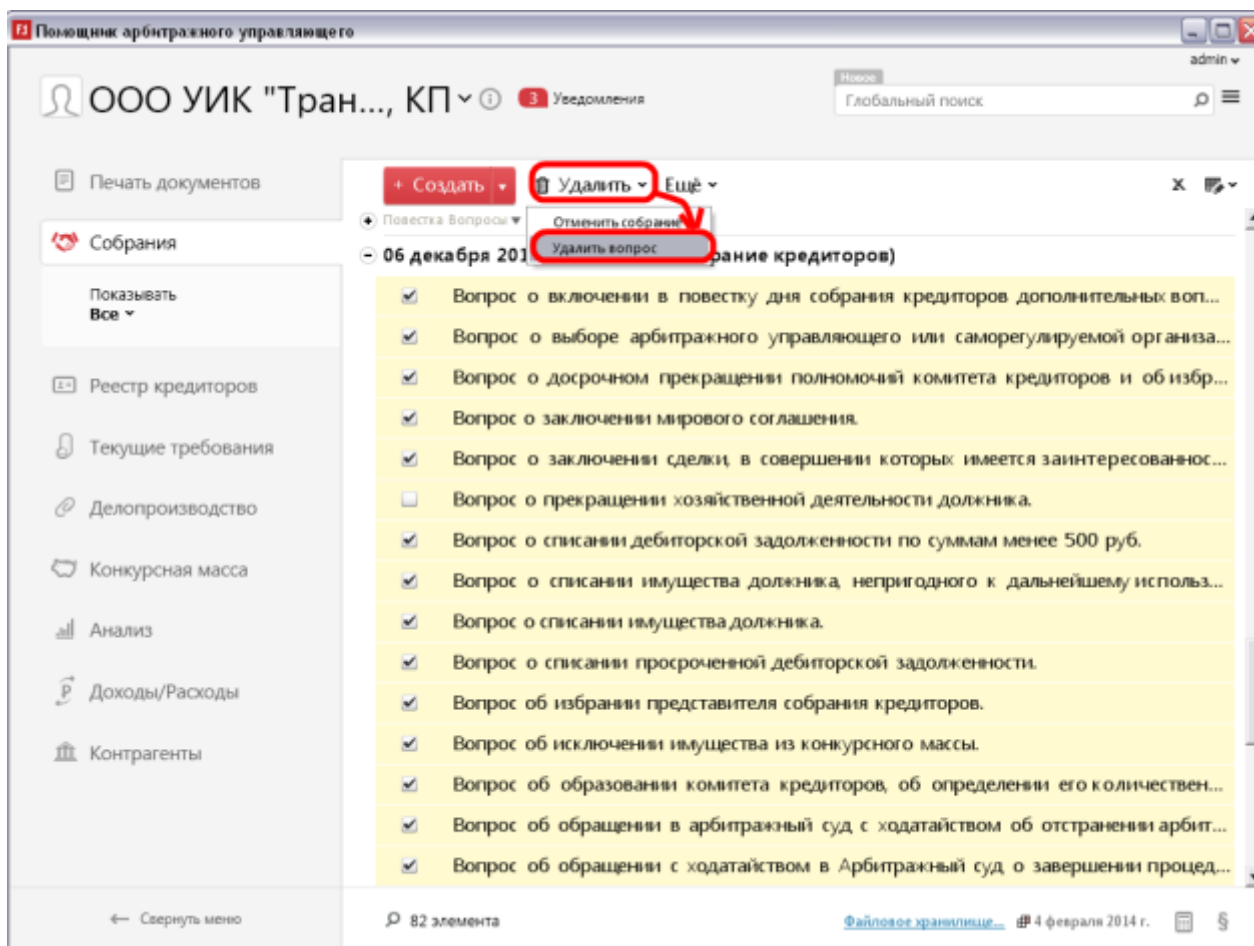 Помощник арбитражного управляющего
admin
ООО УИК "Тран..., КП
3 Уведомления
Новое
Глобальный поиск
Печать документов
Собрания
Показывать
Все
Реестр кредиторов
Текущие требования
Делопроизводство
Конкурсная масса
Анализ
Доходы/Расходы
Контрагенты
← Свернуть меню
+ Создать
Удалить
Ещё
X
Повестка Вопросы
Отменить собрание
Удалить вопрос
06 декабря 201 рание кредиторов)
Вопрос о включении в повестку дня собрания кредиторов дополнительных воп...
Вопрос о выборе арбитражного управляющего или саморегулируемой организа...
Вопрос о досрочном прекращении полномочий комитета кредиторов и об избр...
Вопрос о заключении мирового соглашения.
Вопрос о заключении сделки, в совершении которых имеется заинтересованнос...
Вопрос о прекращении хозяйственной деятельности должника.
Вопрос о списании дебиторской задолженности по суммам менее 500 руб.
Вопрос о списании имущества должника, непригодного к дальнейшему использ...
Вопрос о списании имущества должника.
Вопрос о списании просроченной дебиторской задолженности.
Вопрос об избрании представителя собрания кредиторов.
Вопрос об исключении имущества из конкурсного массы.
Вопрос об образовании комитета кредиторов, об определении его количествен...
Вопрос об обращении в арбитражный суд с ходатайством об отстранении арбит...
Вопрос об обращении с ходатайством в Арбитражный суд о завершении процед...
82 элемента
Файловое хранилище...
4 февраля 2014 г.
§